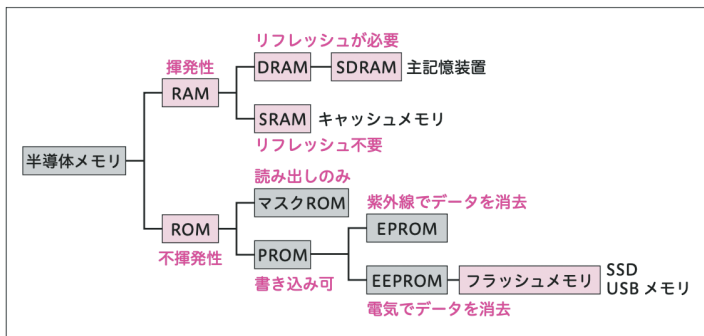 リフレッシュが必要
揮発性
DRAM
SDRAM
主記憶装置
RAM
SRAM
キャッシュメモリ
リフレッシュ不要
半導体メモリ
読み出しのみ
マスクROM
紫外線でデータを消去
ROM
EPROM
不揮発性
PROM
書き込み可
EEPROM
フラッシュメモリ
SSD
USBメモリ
電気でデータを消去